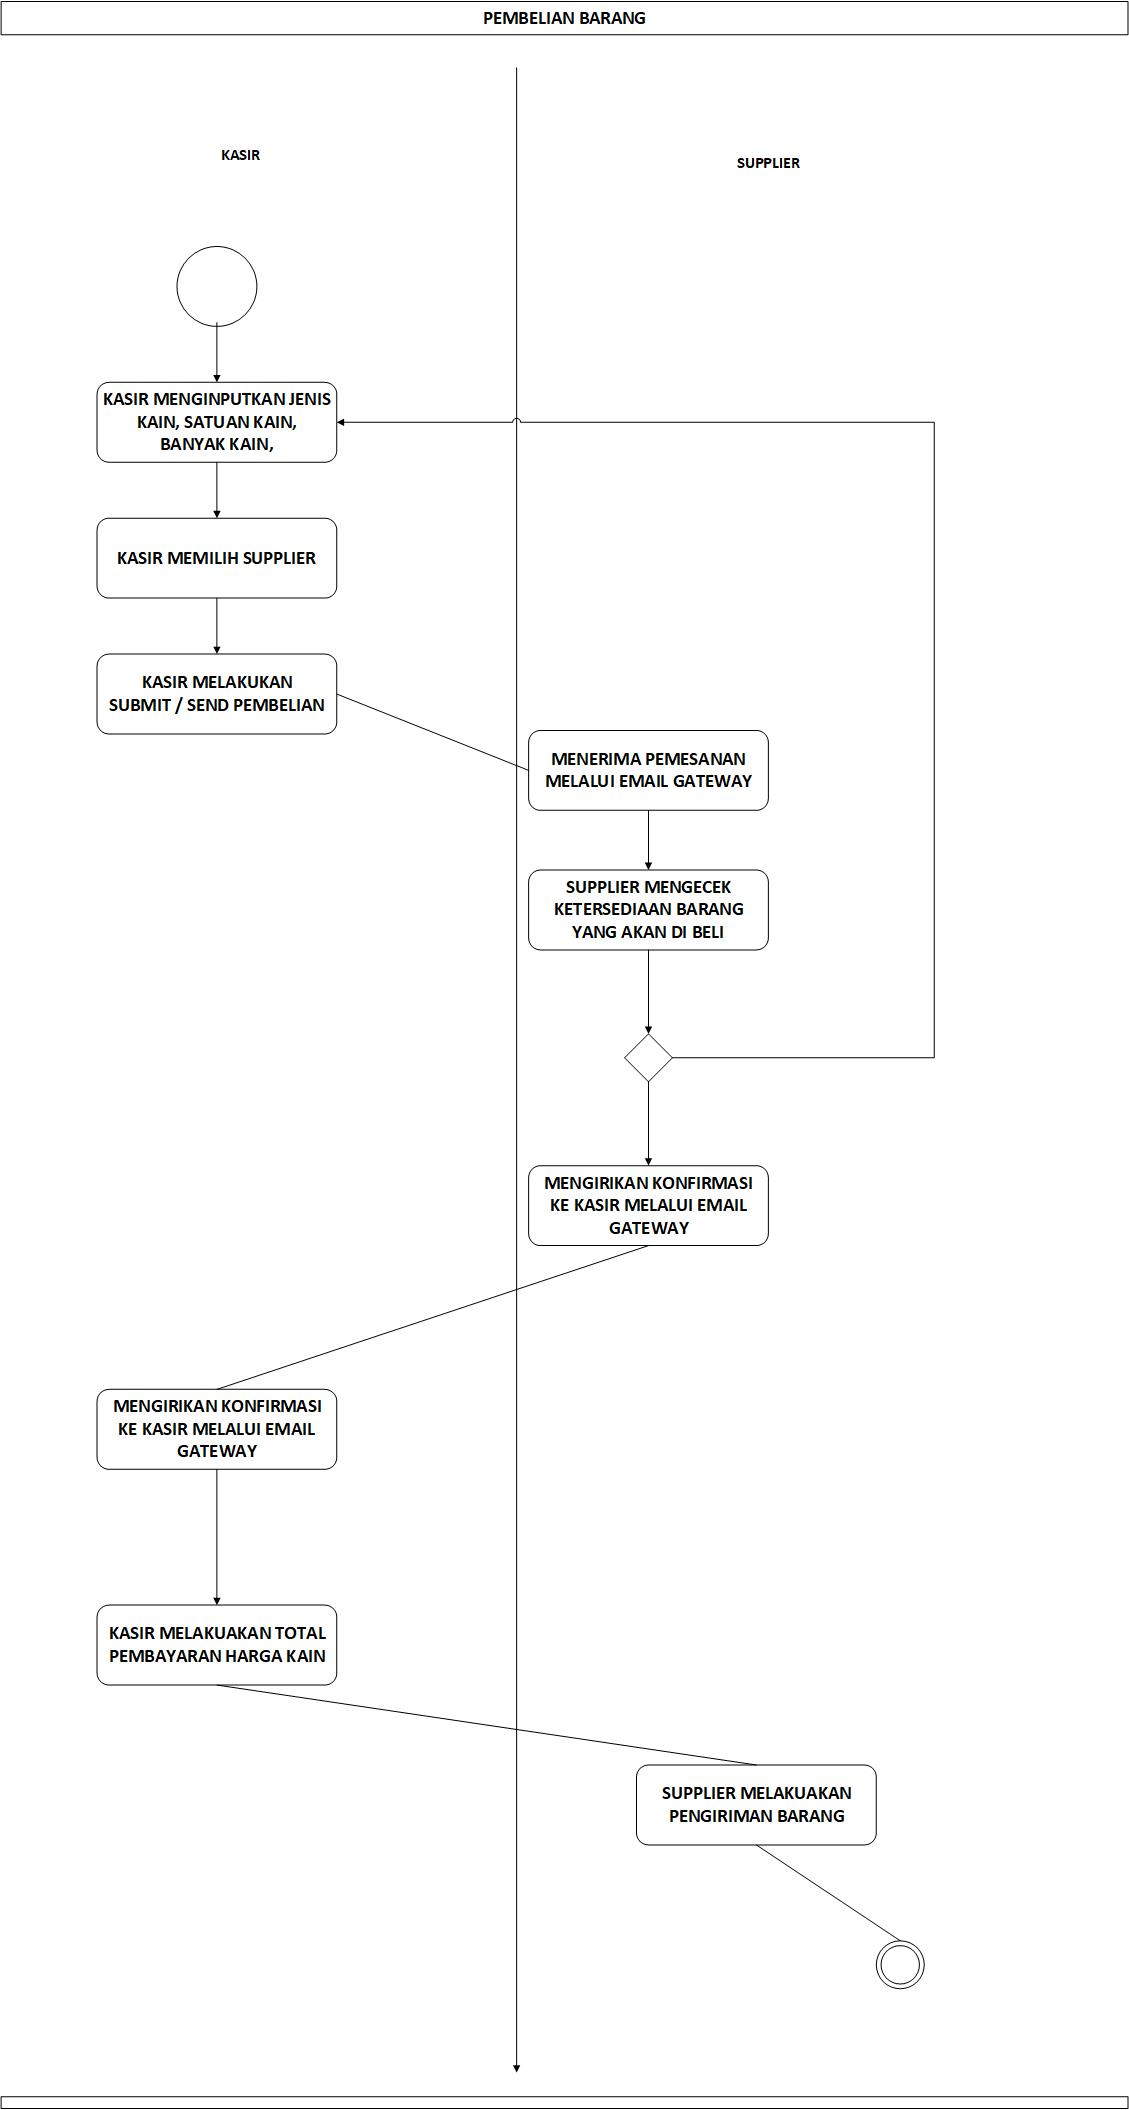 PEMBELIAN BARANG
KASIR
SUPPLIER
KASIR MENGINPUTKAN JENIS
KAIN, SATUAN KAIN,
BANYAK KAIN,
KASIR MEMILIH SUPPLIER
KASIR MELAKUKAN
SUBMIT / SEND PEMBELIAN
MENERIMA PEMESANAN
MELALUI EMAIL GATEWAY
SUPPLIER MENGECEK
KETERSEDIAAN BARANG
YANG AKAN DI BELI
MENGIRIKAN KONFIRMASI
KE KASIR MELALUI EMAIL
GATEWAY
MENGIRIKAN KONFIRMASI
KE KASIR MELALUI EMAIL
GATEWAY
KASIR MELAKUAKAN TOTAL
PEMBAYARAN HARGA KAIN
SUPPLIER MELAKUAKAN
PENGIRIMAN BARANG